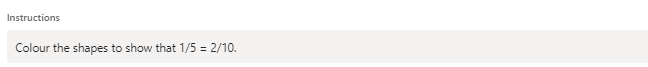 Instructions
Colour the shapes to show that 1/5 = 2/10.